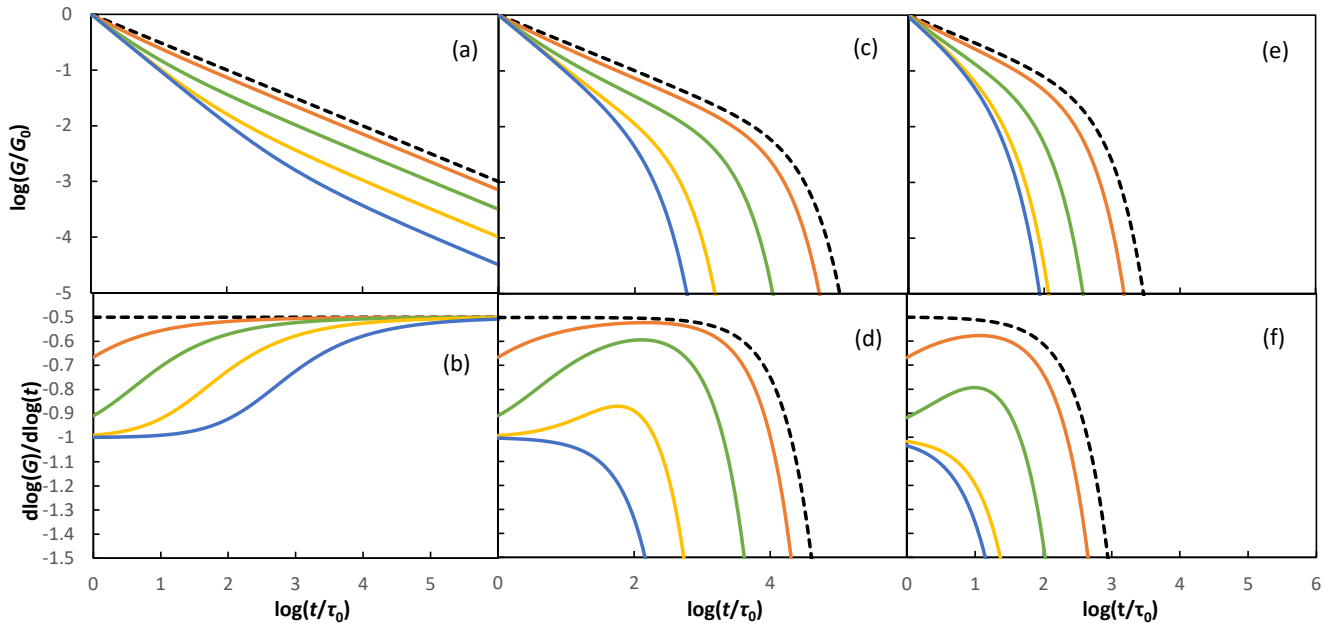 0
-1
-2
-3
-4
-5
log(G/G₀)
(a)
(c)
(e)
-0.5
-0.6
-0.7
-0.8
-0.9
-1
-1.1
-1.2
-1.3
-1.4
-1.5
dlog(G)/dlog(t)
(b)
(d)
(f)
0 1 2 3 4 5
0 2 4
0 1 2 3 4 5 6
log(t/τ₀)
log(t/τ₀)
log(t/τ₀)